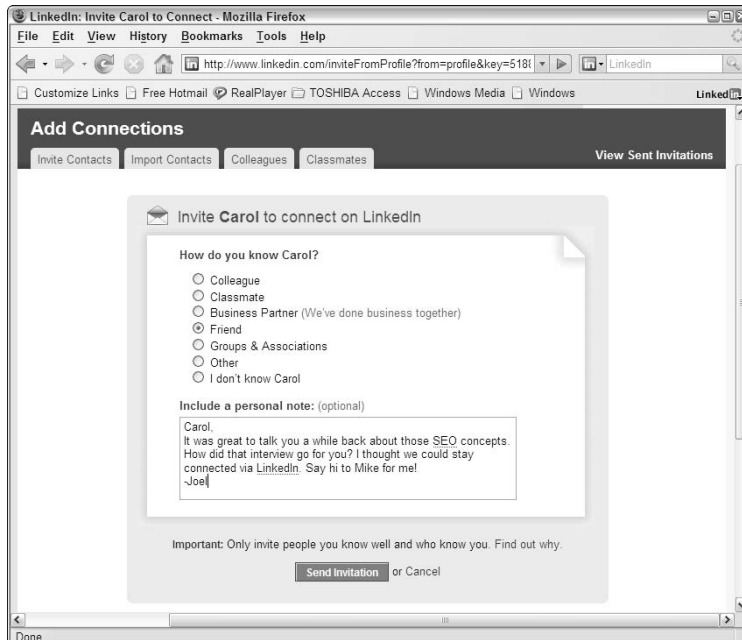 LinkedIn: Invite Carol to Connect - Mozilla Firefox
File Edit View History Bookmarks Tools Help
http://www.linkedin.com/inviteFromProfile?from=profile&key=518 LinkedIn
Customize Links Free Hotmail RealPlayer TOSHIBA Access Windows Media Windows Linked in
Add Connections
Invite Contacts Import Contacts Colleagues Classmates View Sent Invitations
Invite Carol to connect on LinkedIn
How do you know Carol?
Colleague
Classmate
Business Partner (We've done business together)
Friend
Groups & Associations
Other
I don't know Carol
Include a personal note: (optional)
Carol,
It was great to talk you a while back about those SEO concepts.
How did that interview go for you? I thought we could stay
connected via LinkedIn. Say hi to Mike for me!
-Joel
Important: Only invite people you know well and who know you. Find out why.
Send Invitation or Cancel
Done